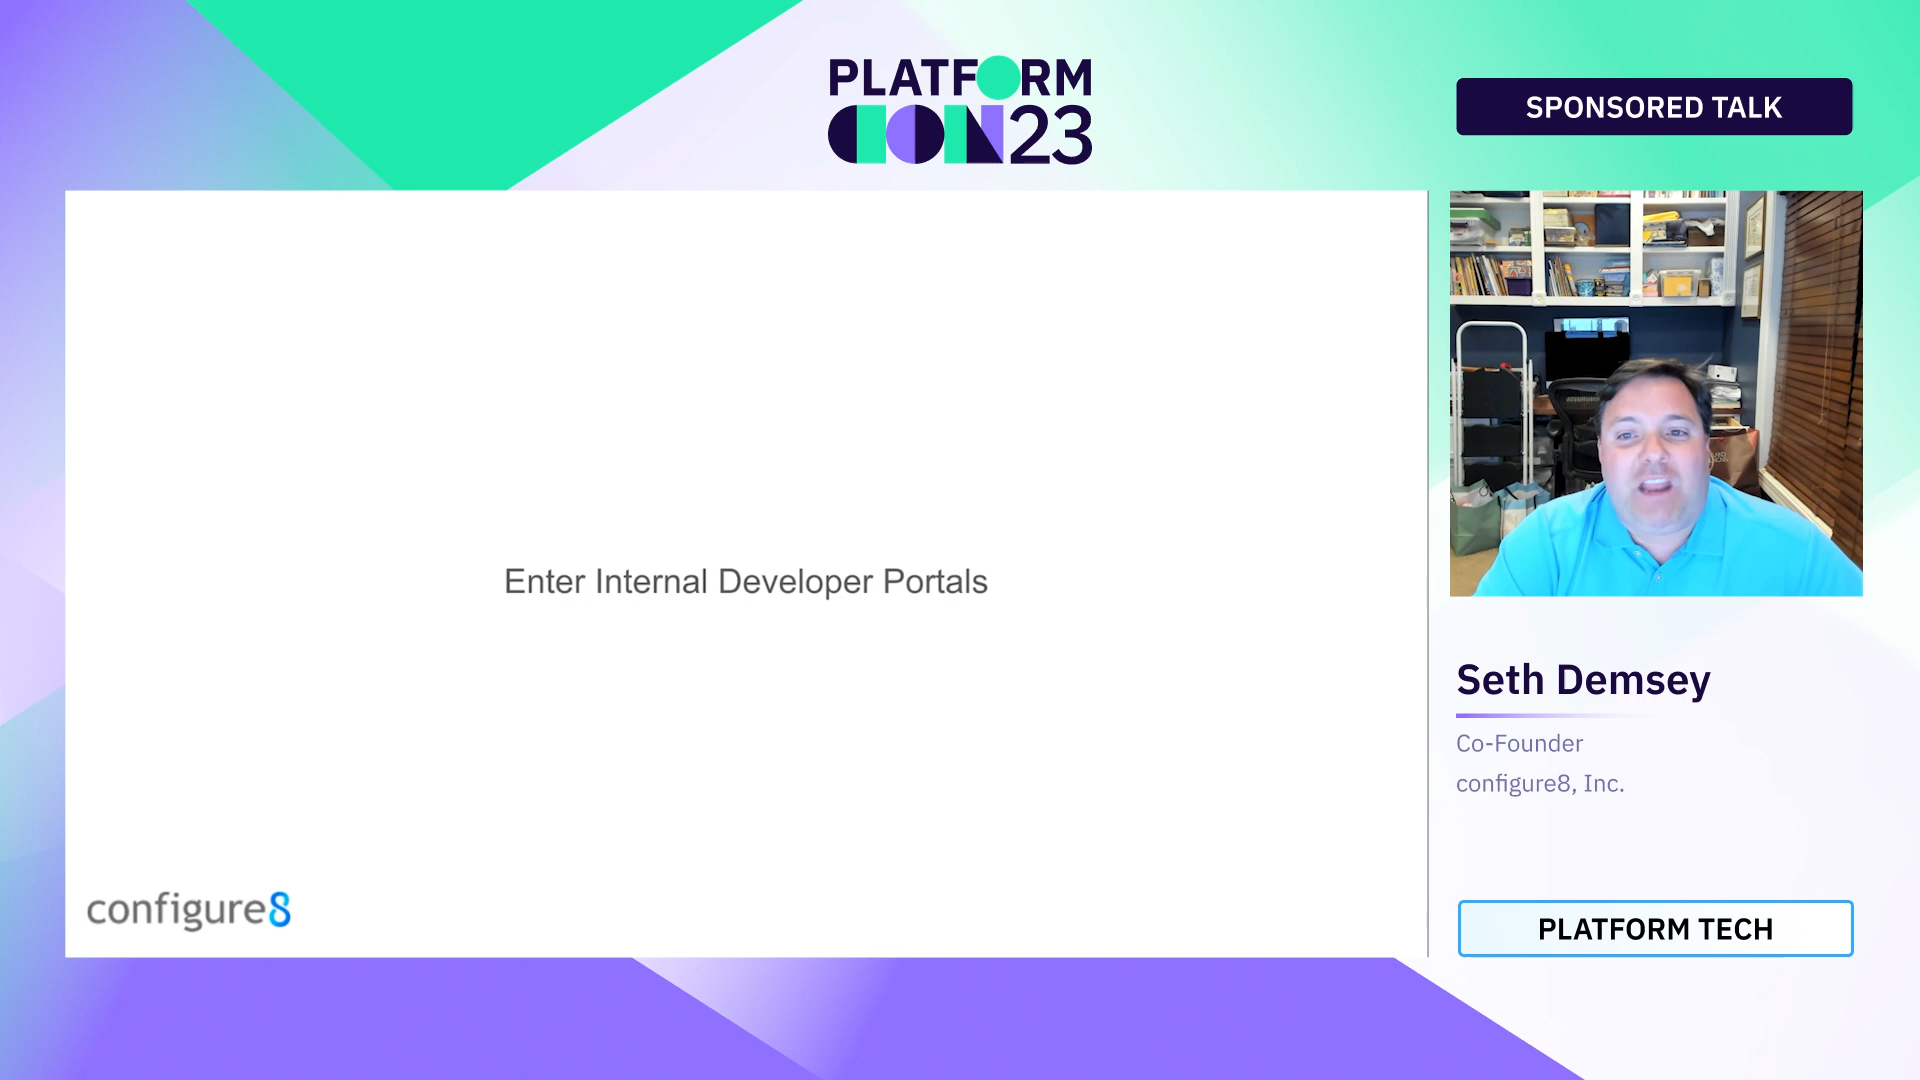 PLATFORM
CON23
SPONSORED TALK
Enter Internal Developer Portals
configure8
Seth Demsey
Co-Founder
configure8, Inc.
PLATFORM TECH